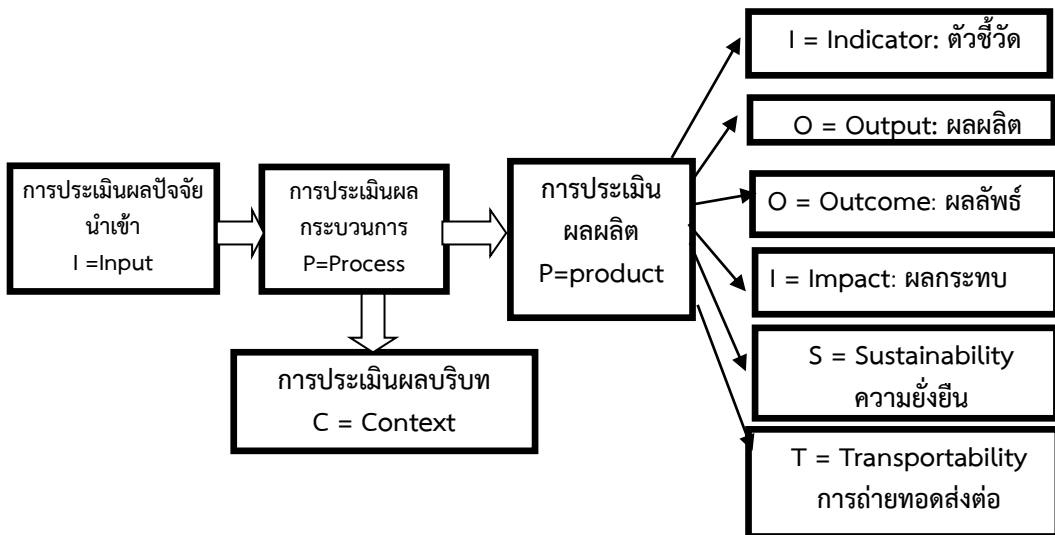 การประเมินผลปัจจัย
นำเข้า
I =Input
การประเมินผล
กระบวนการ
P=Process
การประเมินผลบริบท
C = Context
การประเมิน
ผลผลิต
P=product
I = Indicator: ตัวชี้วัด
O = Output: ผลผลิต
O = Outcome: ผลลัพธ์
I = Impact: ผลกระทบ
S = Sustainability
ความยั่งยืน
T = Transportability
การถ่ายทอดส่งต่อ